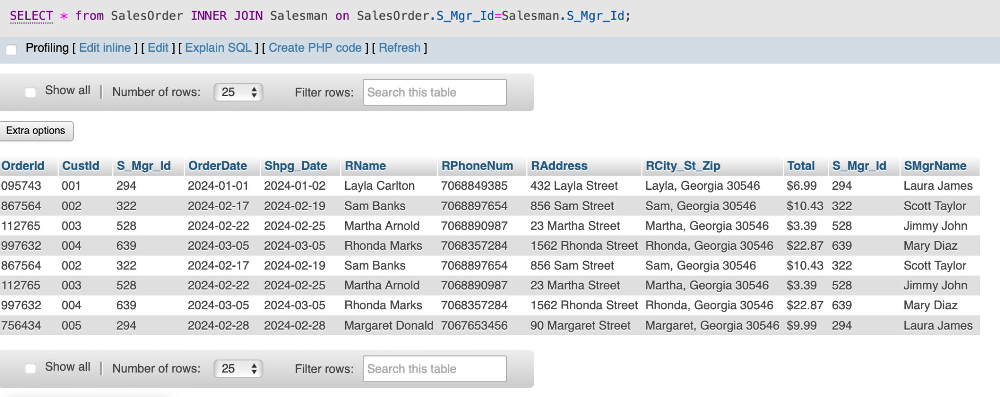 SELECT * from SalesOrder INNER JOIN Salesman on SalesOrder.S_Mgr_Id=Salesman.S_Mgr_Id;
Profiling [ Edit inline ] [ Edit ] [ Explain SQL ] [ Create PHP code ] [ Refresh ]
Show all | Number of rows: 25 Filter rows: Search this table
Extra options
OrderId CustId S_Mgr_Id OrderDate Shpg_Date RName RPhoneNum RAddress RCity_St_Zip Total S_Mgr_Id SMgrName
095743 001 294 2024-01-01 2024-01-02 Layla Carlton 7068849385 432 Layla Street Layla, Georgia 30546 $6.99 294 Laura James
867564 002 322 2024-02-17 2024-02-19 Sam Banks 7068897654 856 Sam Street Sam, Georgia 30546 $10.43 322 Scott Taylor
112765 003 528 2024-02-22 2024-02-25 Martha Arnold 7068890987 23 Martha Street Martha, Georgia 30546 $3.39 528 Jimmy John
997632 004 639 2024-03-05 2024-03-05 Rhonda Marks 7068357284 1562 Rhonda Street Rhonda, Georgia 30546 $22.87 639 Mary Diaz
867564 002 322 2024-02-17 2024-02-19 Sam Banks 7068897654 856 Sam Street Sam, Georgia 30546 $10.43 322 Scott Taylor
112765 003 528 2024-02-22 2024-02-25 Martha Arnold 7068890987 23 Martha Street Martha, Georgia 30546 $3.39 528 Jimmy John
997632 004 639 2024-03-05 2024-03-05 Rhonda Marks 7068357284 1562 Rhonda Street Rhonda, Georgia 30546 $22.87 639 Mary Diaz
756434 005 294 2024-02-28 2024-02-28 Margaret Donald 7067653456 90 Margaret Street Margaret, Georgia 30546 $9.99 294 Laura James
Show all | Number of rows: 25 Filter rows: Search this table